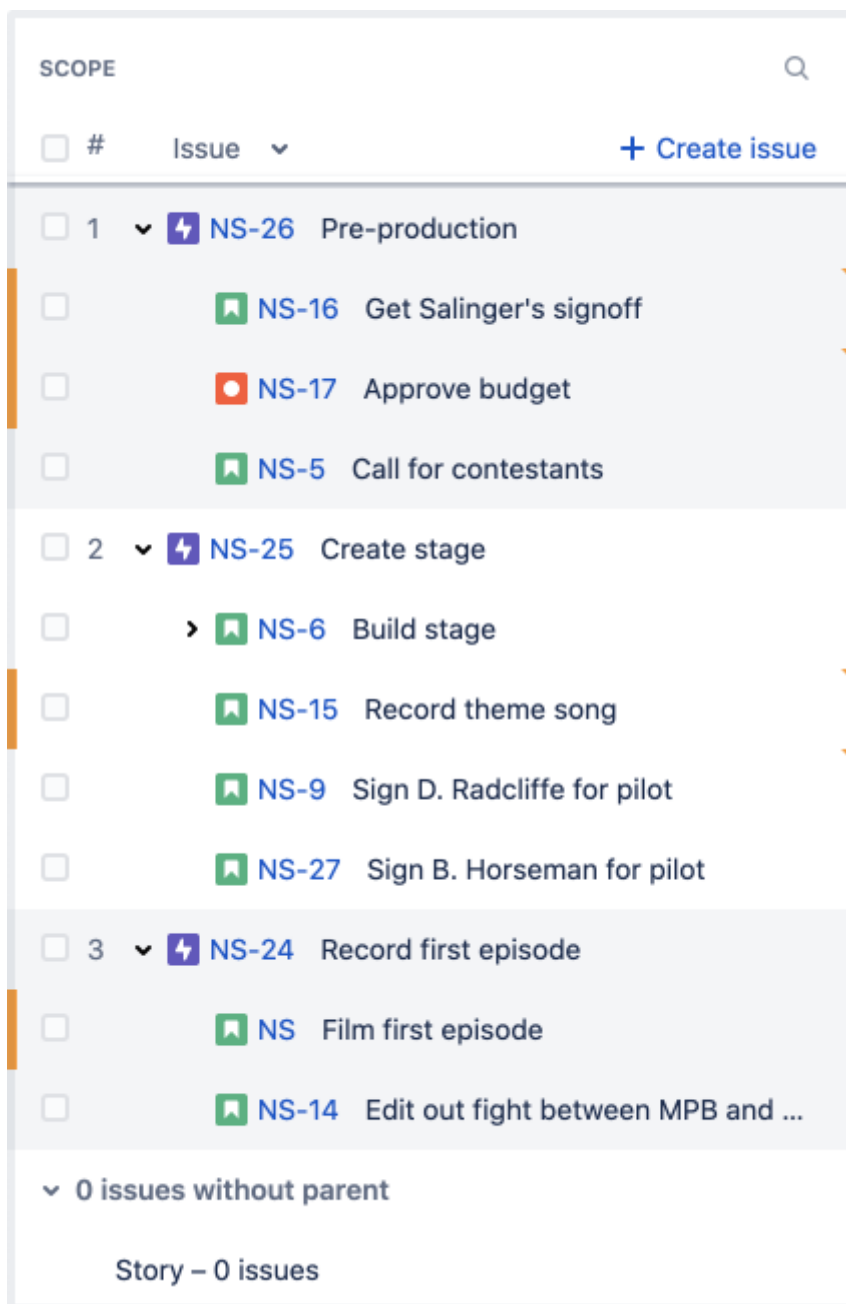 SCOPE
# Issue + Create issue
1 NS-26 Pre-production
NS-16 Get Salinger's signoff
NS-17 Approve budget
NS-5 Call for contestants
2 NS-25 Create stage
NS-6 Build stage
NS-15 Record theme song
NS-9 Sign D. Radcliffe for pilot
NS-27 Sign B. Horseman for pilot
3 NS-24 Record first episode
NS Film first episode
NS-14 Edit out fight between MPB and ...
0 issues without parent
Story – 0 issues